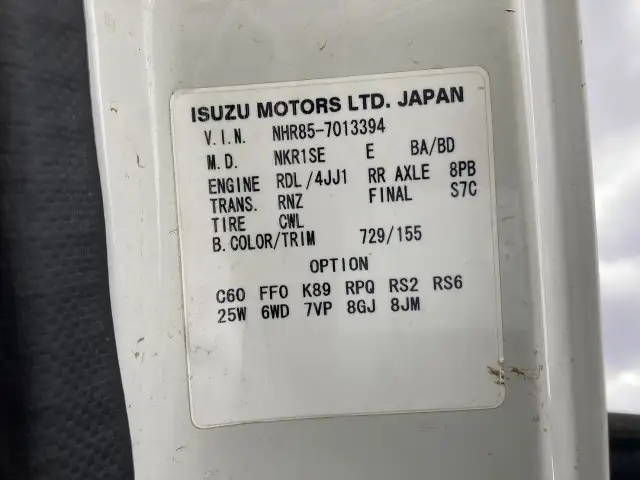 ISUZU MOTORS LTD. JAPAN
V.I.N. NHR85-7013394
M.D. NKR1SE E BA/BD
ENGINE RDL/4JJ1 RR AXLE 8PB
TRANS. RNZ FINAL S7C
TIRE CWL
B.COLOR/TRIM 729/155
OPTION
C60 FF0 K89 RPQ RS2 RS6
25W 6WD 7VP 8GJ 8JM